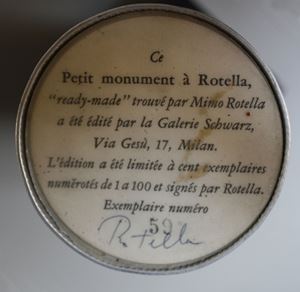 Ce
Petit monument à Rotella,
"ready-made" trouvé par Mimo Rotella
a été édité par la Galerie Schwarz,
Via Gesù, 17, Milan.
L'édition a été limitée à cent exemplaires
numérotés de 1 a 100 et signés par Rotella.
Exemplaire numéro
59
Rotella